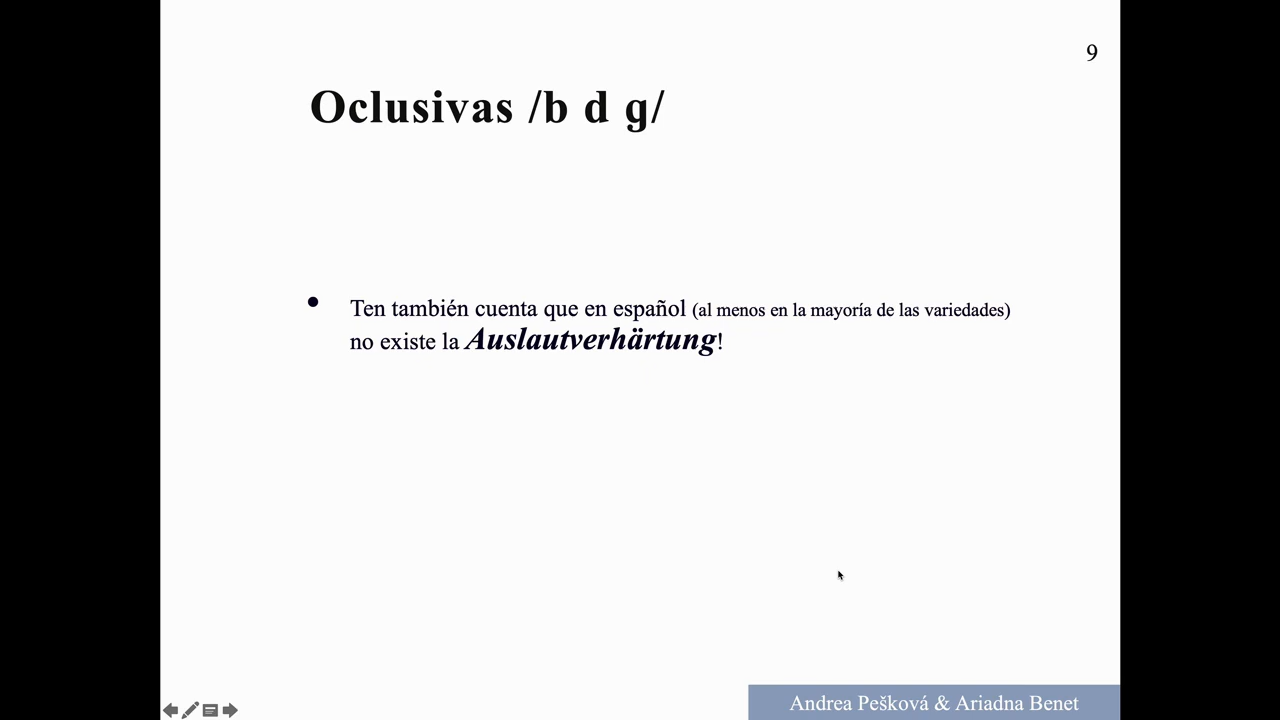 9
Oclusivas /b d g/
• Ten también cuenta que en español (al menos en la mayoría de las variedades)
no existe la Auslautverhärtung!
Andrea Pešková & Ariadna Benet